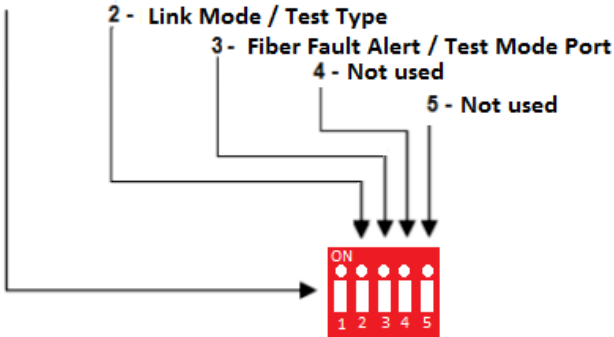 2 - Link Mode / Test Type
3 - Fiber Fault Alert / Test Mode Port
4 - Not used
5 - Not used
ON
1 2 3 4 5